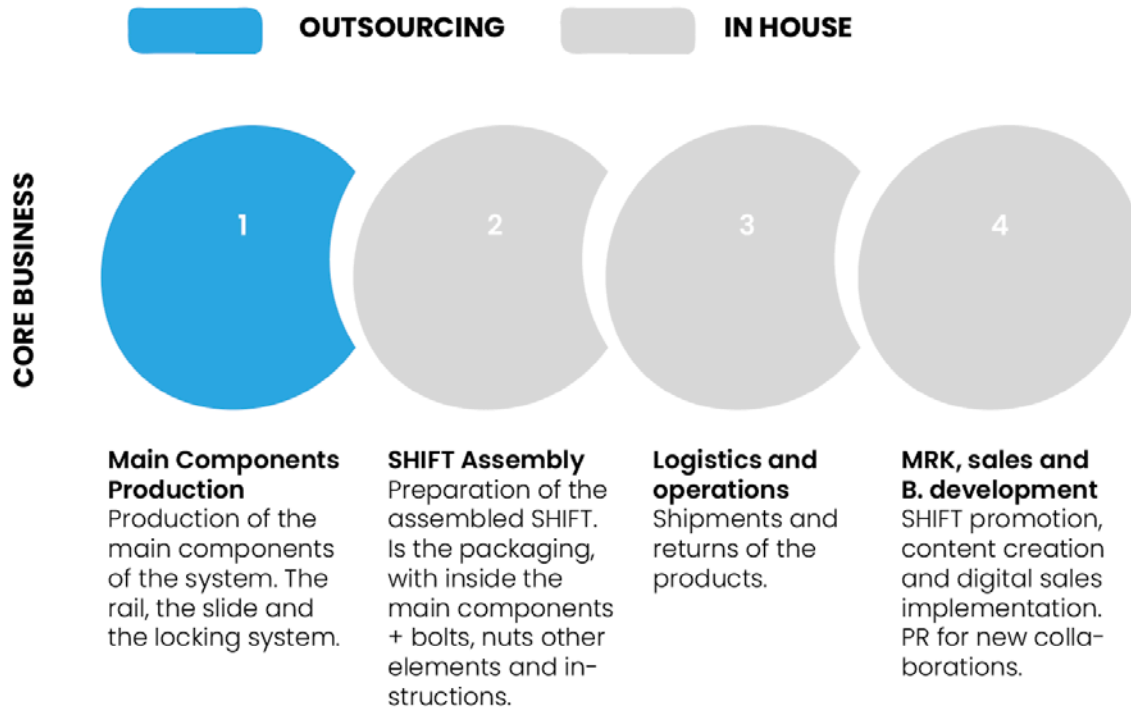 OUTSOURCING
IN HOUSE
CORE BUSINESS
1
2
3
4
Main Components
Production
Production of the
main components
of the system. The
rail, the slide and
the locking system.
SHIFT Assembly
Preparation of the
assembled SHIFT.
Is the packaging,
with inside the
main components
+ bolts, nuts other
elements and in-
structions.
Logistics and
operations
Shipments and
returns of the
products.
MRK, sales and
B. development
SHIFT promotion,
content creation
and digital sales
implementation.
PR for new colla-
borations.